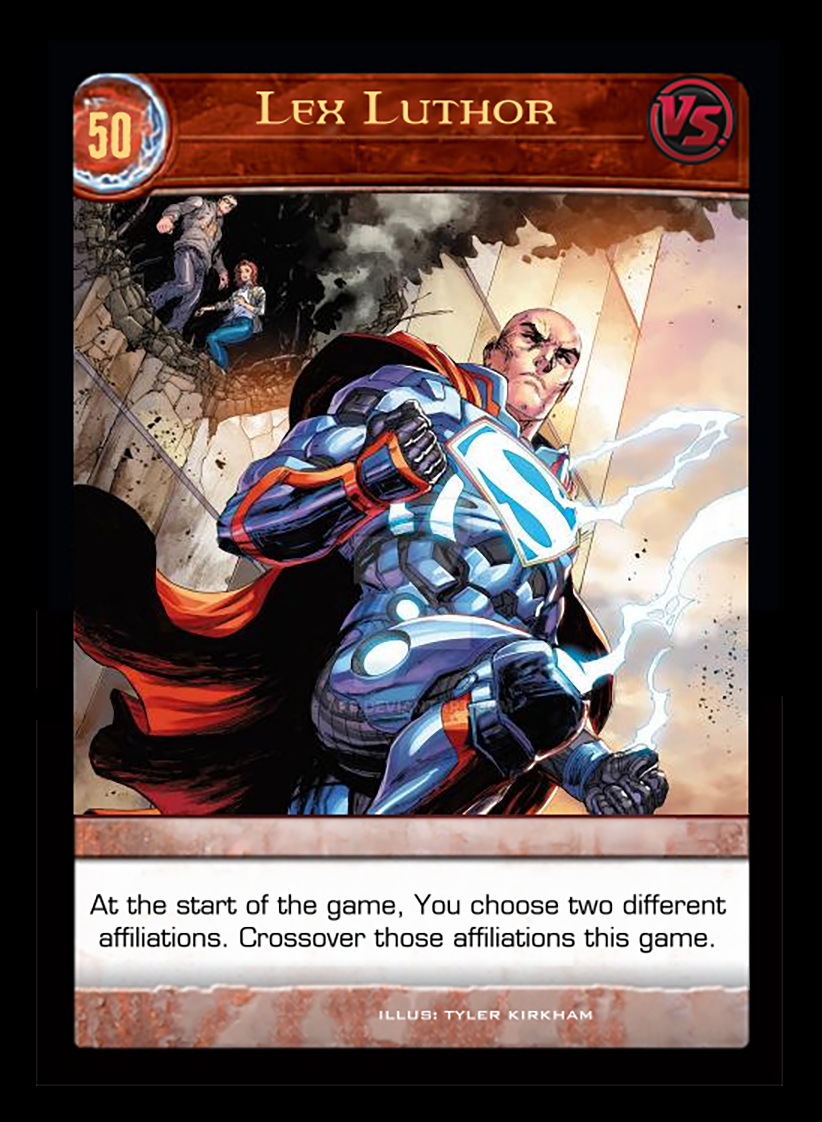 50
Lex Luthor
VS.
S
At the start of the game, You choose two different
affiliations. Crossover those affiliations this game.
ILLUS: TYLER KIRKHAM